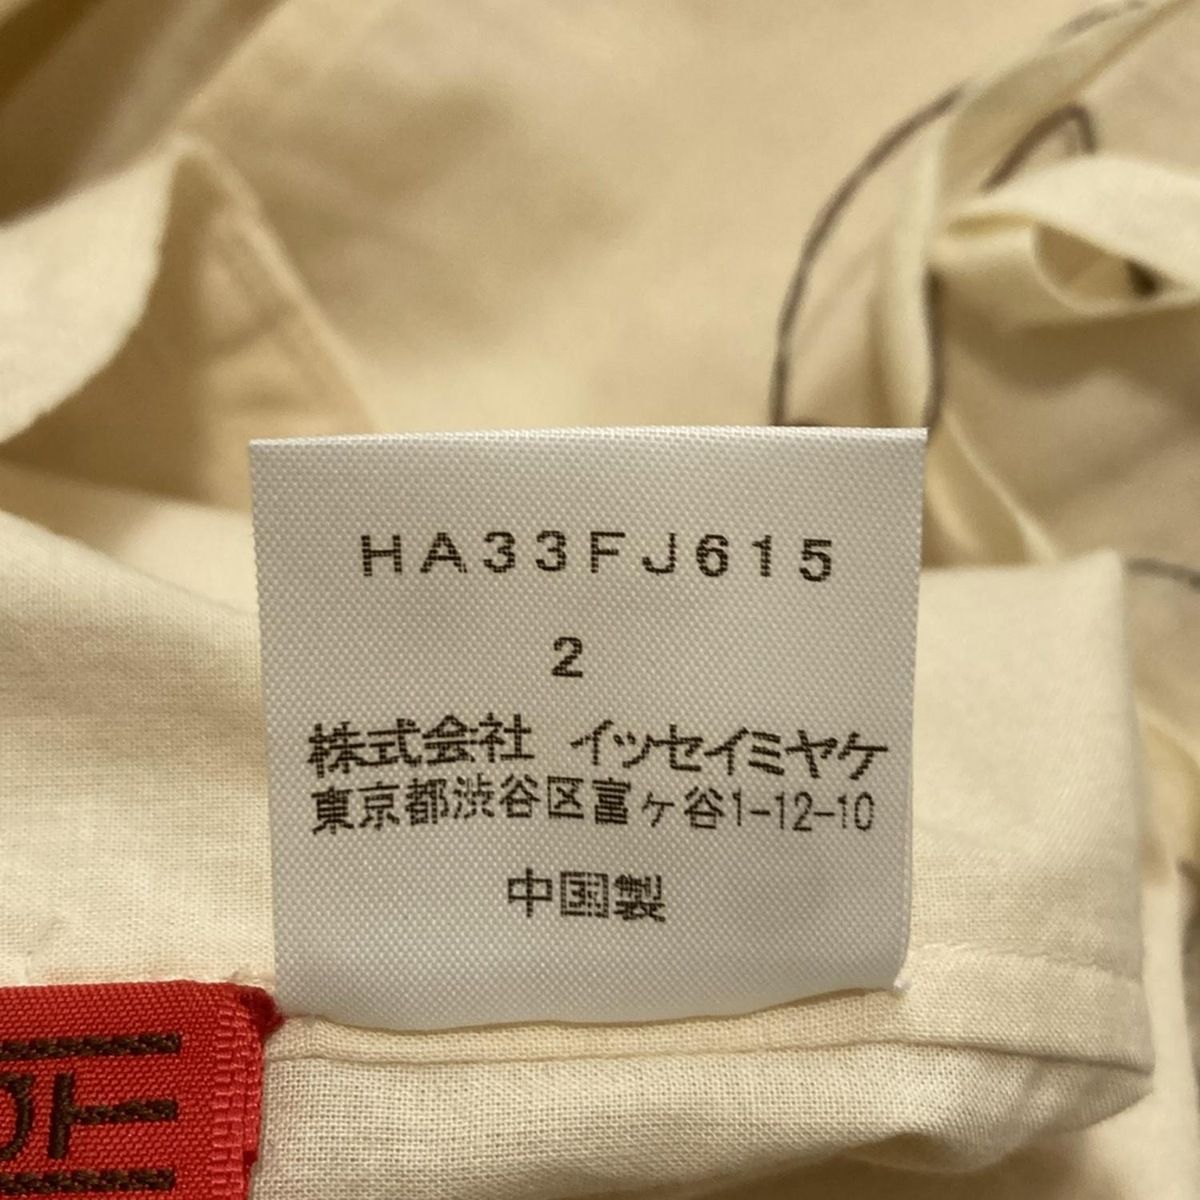 HA33FJ615
2
株式会社 イッセイミヤケ
東京都渋谷区富ヶ谷1-12-10
中国製